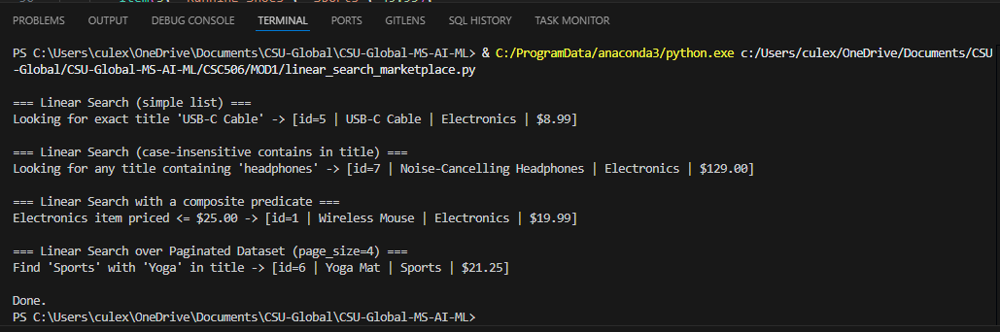 PROBLEMS OUTPUT DEBUG CONSOLE TERMINAL PORTS GITLENS SQL HISTORY TASK MONITOR
PS C:\Users\culex\OneDrive\Documents\CSU-Global\CSU-Global-MS-AI-ML> & C:/ProgramData/anaconda3/python.exe c:/Users/culex/OneDrive/Documents/CSU
-Global/CSU-Global-MS-AI-ML/CSC506/MOD1/linear_search_marketplace.py
=== Linear Search (simple list) ===
Looking for exact title 'USB-C Cable' -> [id=5 | USB-C Cable | Electronics | $8.99]
=== Linear Search (case-insensitive contains in title) ===
Looking for any title containing 'headphones' -> [id=7 | Noise-Cancelling Headphones | Electronics | $129.00]
=== Linear Search with a composite predicate ===
Electronics item priced <= $25.00 -> [id=1 | Wireless Mouse | Electronics | $19.99]
=== Linear Search over Paginated Dataset (page_size=4) ===
Find 'Sports' with 'Yoga' in title -> [id=6 | Yoga Mat | Sports | $21.25]
Done.
PS C:\Users\culex\OneDrive\Documents\CSU-Global\CSU-Global-MS-AI-ML>